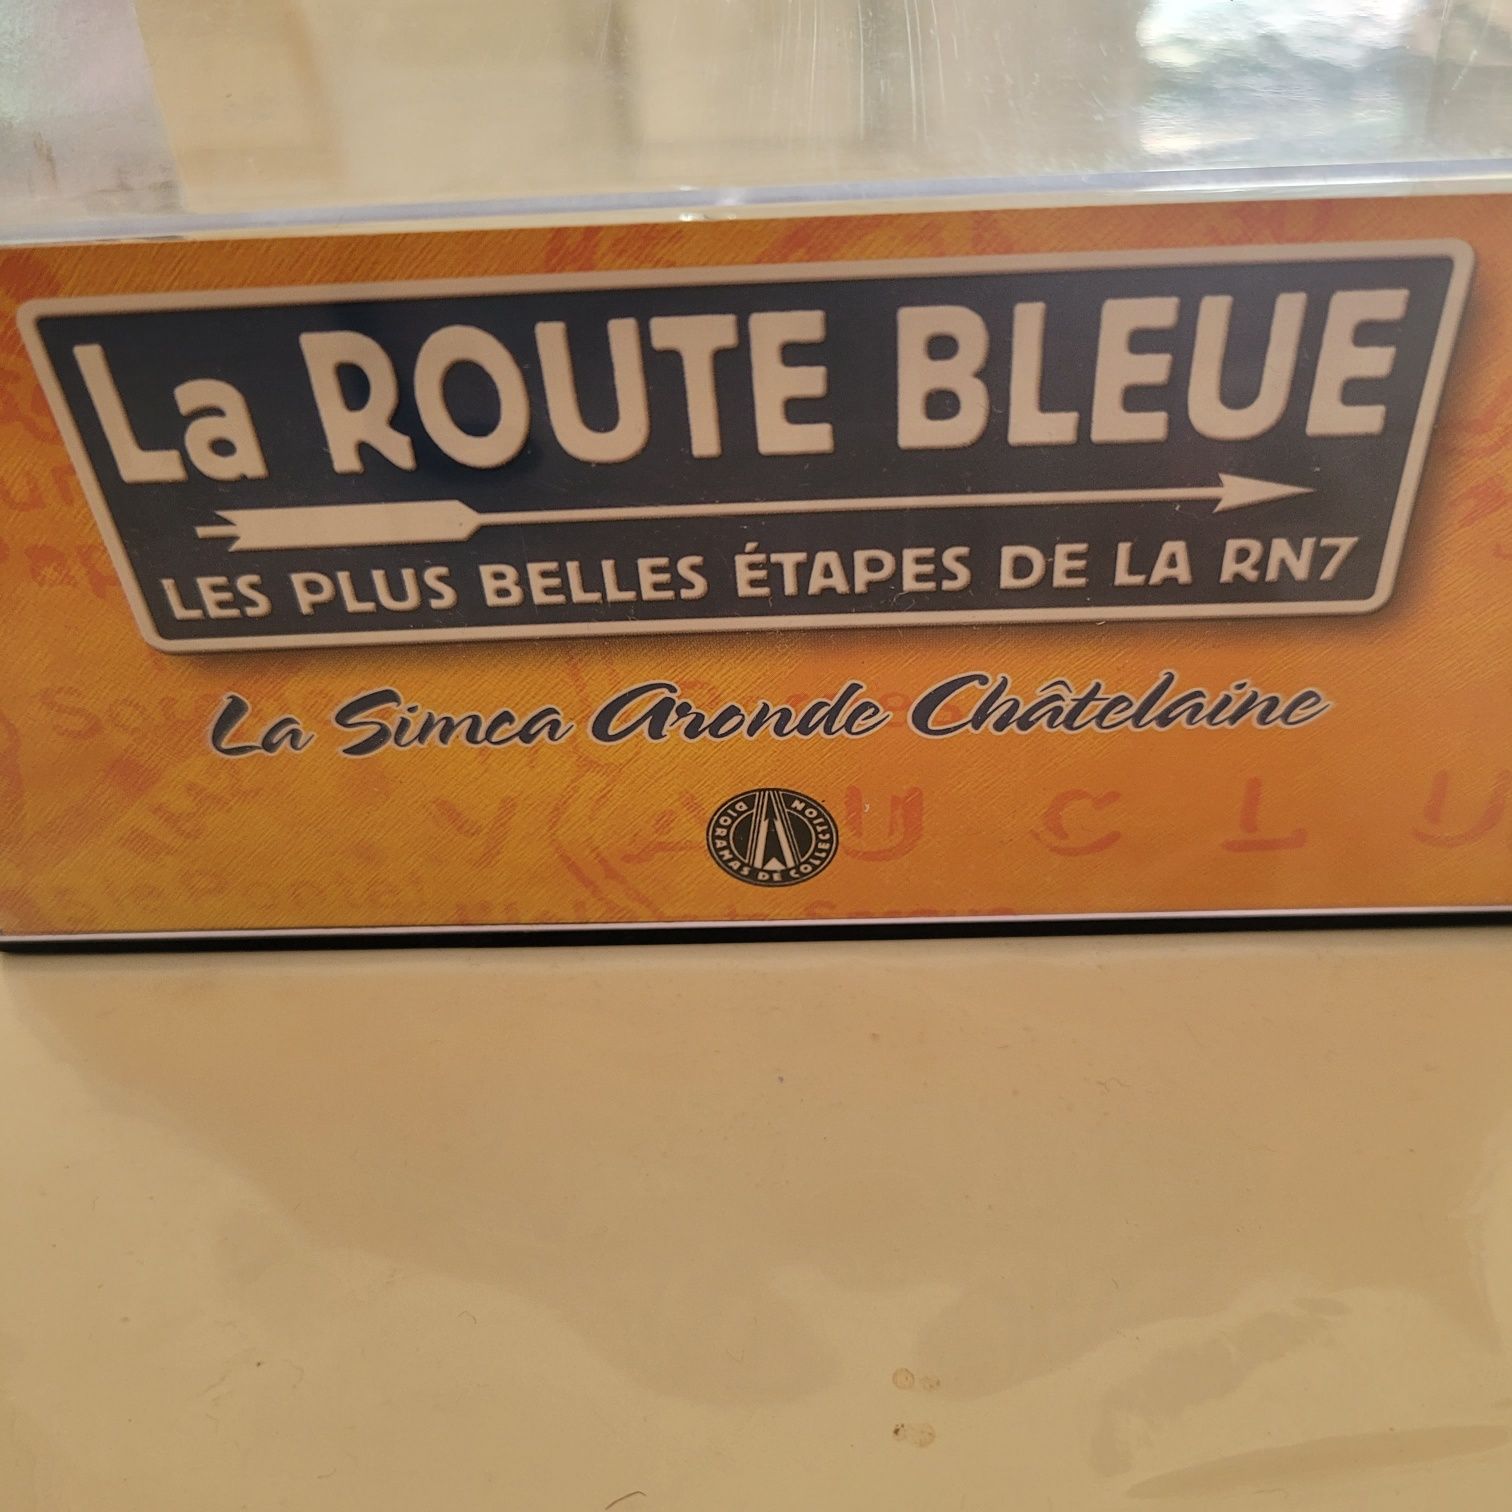 La ROUTE BLEUE
LES PLUS BELLES ÉTAPES DE LA RN7
La Simca Aronde Châtelaine
DIORAMAS DE COLLECTION
V A U C L U